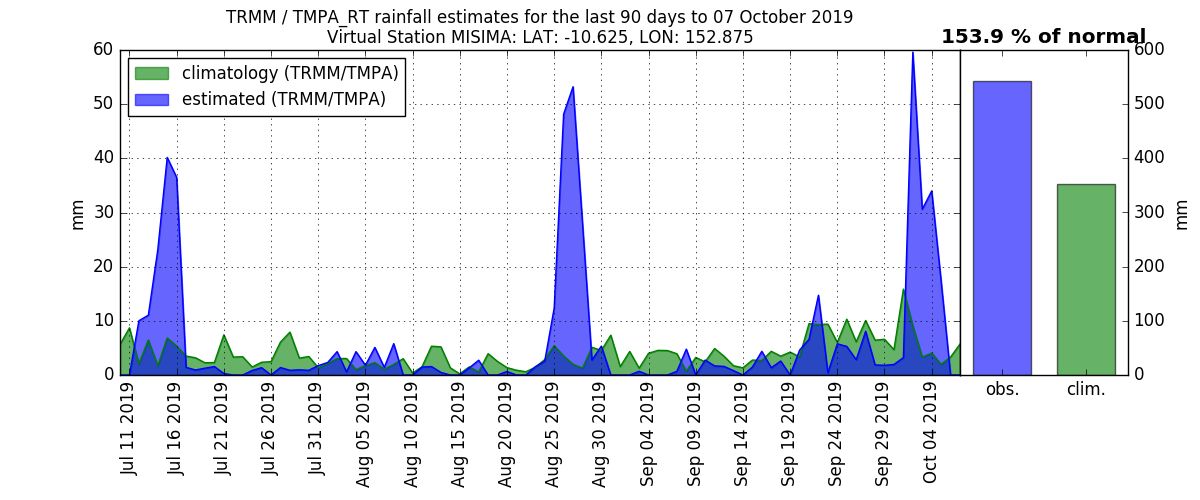 TRMM / TMPA_RT rainfall estimates for the last 90 days to 07 October 2019
Virtual Station MISIMA: LAT: -10.625, LON: 152.875
153.9 % of normal
climatology (TRMM/TMPA)
estimated (TRMM/TMPA)
60
50
40
30
20
10
0
mm
Jul 11 2019
Jul 16 2019
Jul 21 2019
Jul 26 2019
Jul 31 2019
Aug 05 2019
Aug 10 2019
Aug 15 2019
Aug 20 2019
Aug 25 2019
Aug 30 2019
Sep 04 2019
Sep 09 2019
Sep 14 2019
Sep 19 2019
Sep 24 2019
Sep 29 2019
Oct 04 2019
600
500
400
300
200
100
0
mm
obs.
clim.